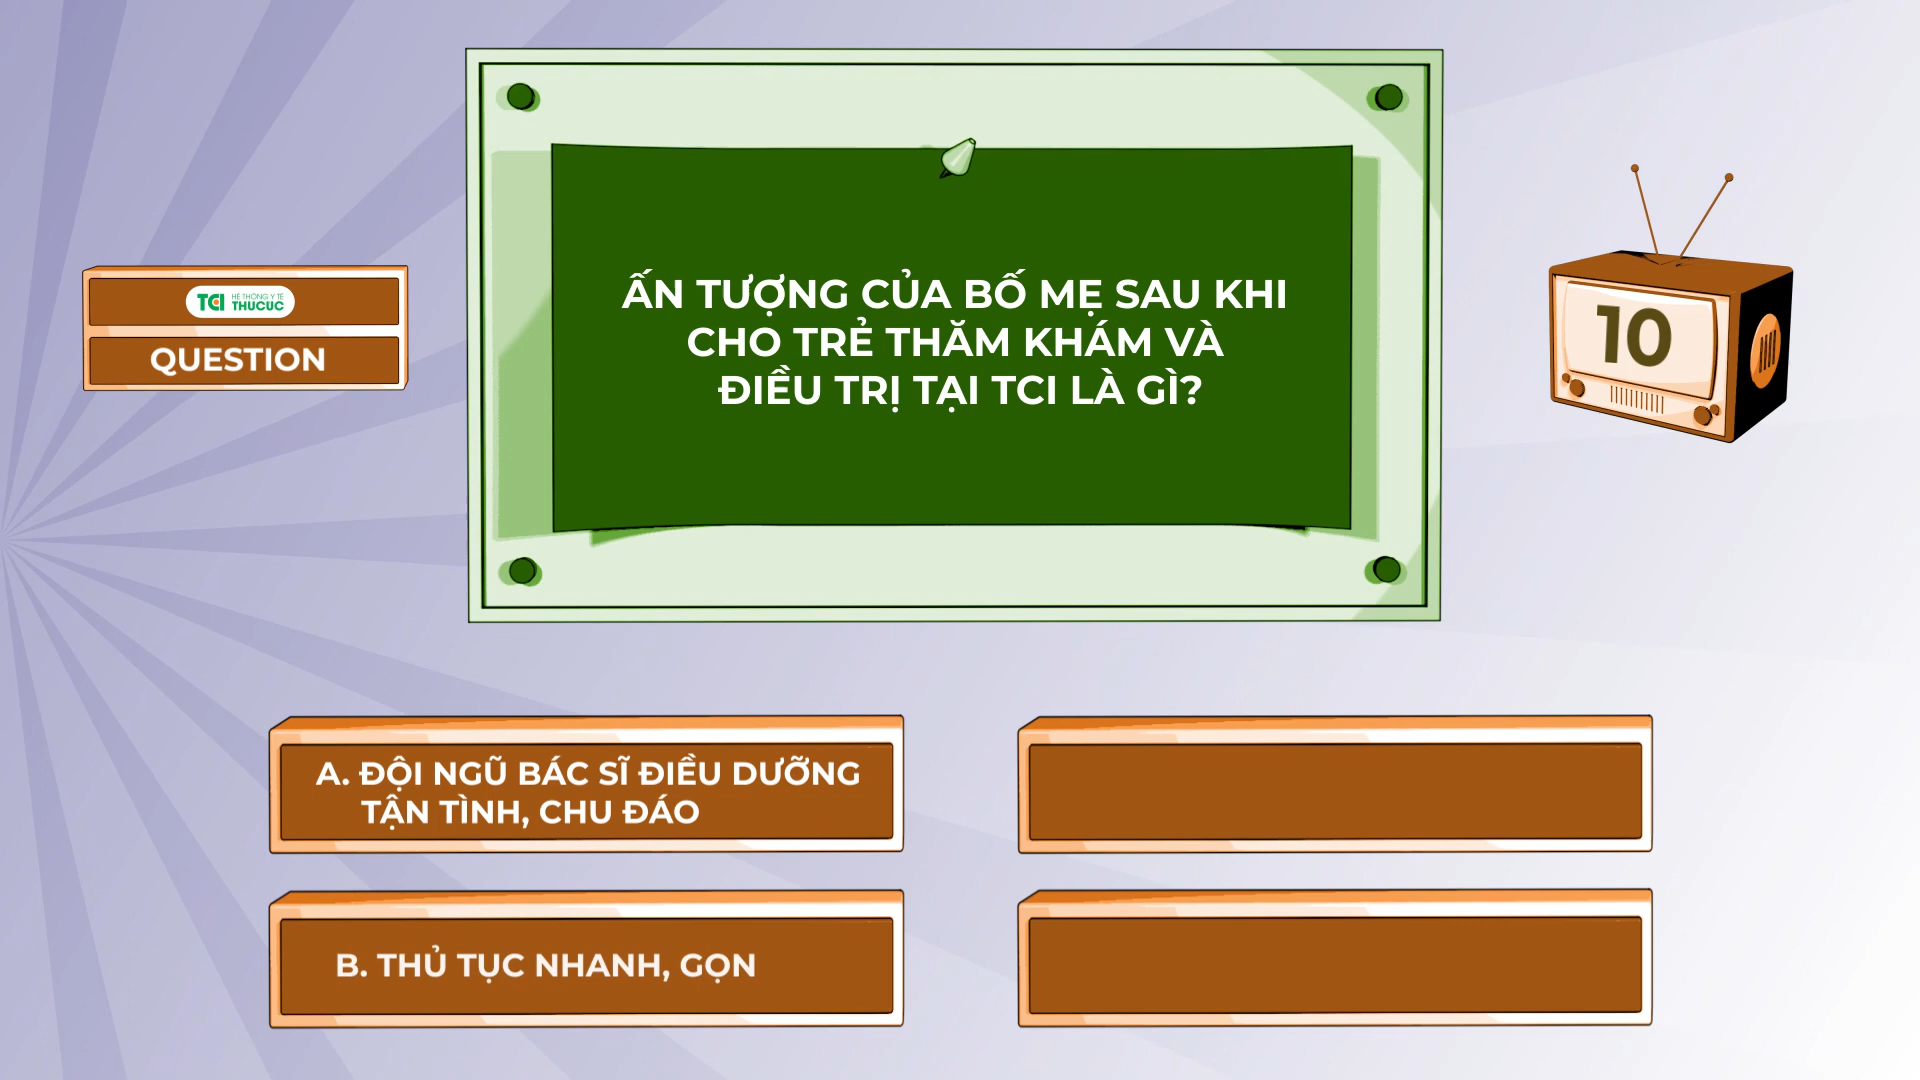 ẤN TƯỢNG CỦA BỐ MẸ SAU KHI
CHO TRẺ THĂM KHÁM VÀ
ĐIỀU TRỊ TẠI TCI LÀ GÌ?
TCI HỆ THỐNG Y TẾ
THUCUC
QUESTION
10
A. ĐỘI NGŨ BÁC SĨ ĐIỀU DƯỠNG
TẬN TÌNH, CHU ĐÁO
B. THỦ TỤC NHANH, GỌN